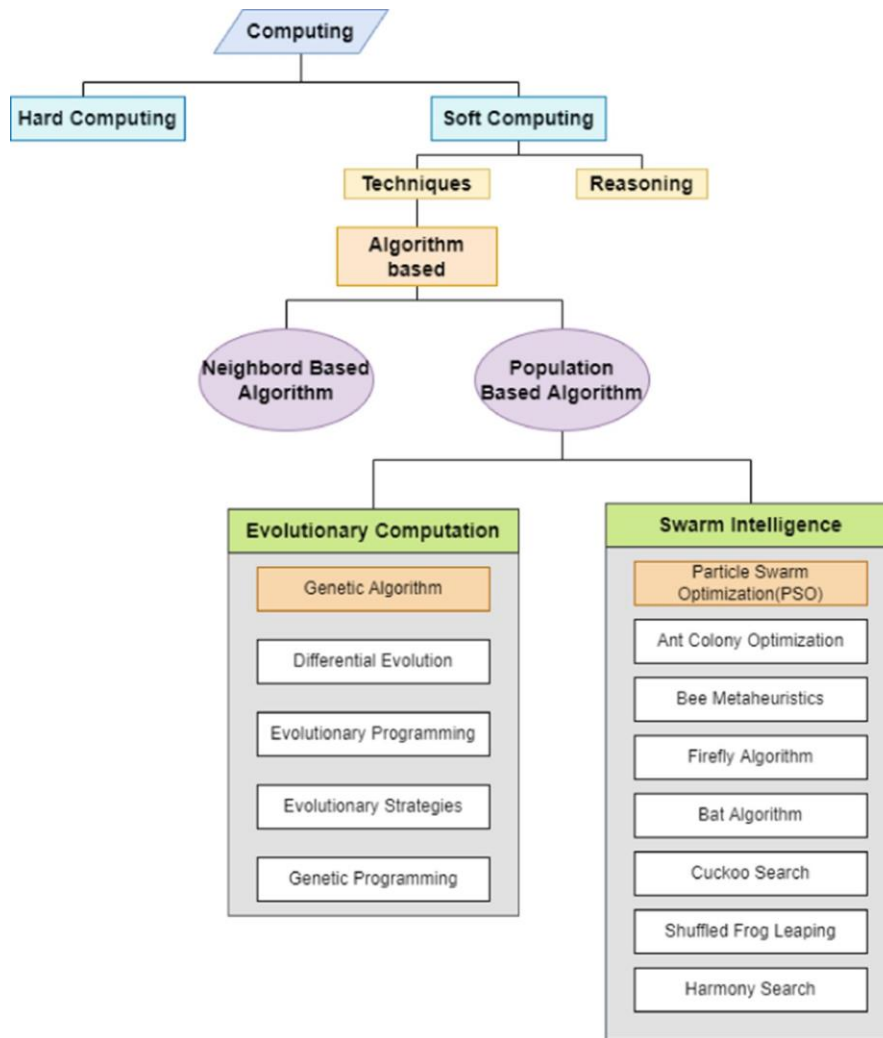 Computing
Hard Computing
Soft Computing
Techniques
Reasoning
Algorithm
based
Neighbord Based
Algorithm
Population
Based Algorithm
Evolutionary Computation
Genetic Algorithm
Differential Evolution
Evolutionary Programming
Evolutionary Strategies
Genetic Programming
Swarm Intelligence
Particle Swarm
Optimization(PSO)
Ant Colony Optimization
Bee Metaheuristics
Firefly Algorithm
Bat Algorithm
Cuckoo Search
Shuffled Frog Leaping
Harmony Search